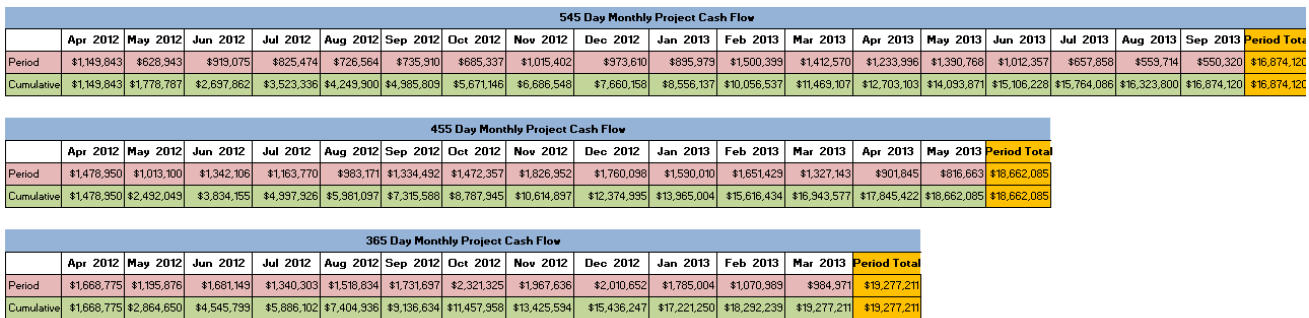 545 Day Monthly Project Cash Flow
Apr 2012 May 2012 Jun 2012 Jul 2012 Aug 2012 Sep 2012 Oct 2012 Nov 2012 Dec 2012 Jan 2013 Feb 2013 Mar 2013 Apr 2013 May 2013 Jun 2013 Jul 2013 Aug 2013 Sep 2013 Period Total
Period $1,149,843 $628,943 $919,075 $825,474 $726,564 $735,910 $685,337 $1,015,402 $973,610 $895,979 $1,500,399 $1,412,570 $1,233,996 $1,390,768 $1,012,357 $657,858 $559,714 $550,320 $16,874,120
Cumulative $1,149,843 $1,778,787 $2,697,862 $3,523,336 $4,249,900 $4,985,809 $5,671,146 $6,686,548 $7,660,158 $8,556,137 $10,056,537 $11,469,107 $12,703,103 $14,093,871 $15,106,228 $15,764,086 $16,323,800 $16,874,120 $16,874,120
455 Day Monthly Project Cash Flow
Apr 2012 May 2012 Jun 2012 Jul 2012 Aug 2012 Sep 2012 Oct 2012 Nov 2012 Dec 2012 Jan 2013 Feb 2013 Mar 2013 Apr 2013 May 2013 Period Total
Period $1,478,950 $1,013,100 $1,342,106 $1,163,770 $983,171 $1,334,492 $1,472,357 $1,826,952 $1,760,098 $1,590,010 $1,651,429 $1,327,143 $901,845 $816,663 $18,662,085
Cumulative $1,478,950 $2,492,049 $3,834,155 $4,997,926 $5,981,097 $7,315,588 $8,787,945 $10,614,897 $12,374,995 $13,965,004 $15,616,434 $16,943,577 $17,845,422 $18,662,085 $18,662,085
365 Day Monthly Project Cash Flow
Apr 2012 May 2012 Jun 2012 Jul 2012 Aug 2012 Sep 2012 Oct 2012 Nov 2012 Dec 2012 Jan 2013 Feb 2013 Mar 2013 Period Total
Period $1,668,775 $1,195,876 $1,681,149 $1,340,303 $1,518,834 $1,731,697 $2,321,325 $1,967,636 $2,010,652 $1,785,004 $1,070,989 $984,971 $19,277,211
Cumulative $1,668,775 $2,864,650 $4,545,799 $5,886,102 $7,404,936 $9,136,634 $11,457,958 $13,425,594 $15,436,247 $17,221,250 $18,292,239 $19,277,211 $19,277,211